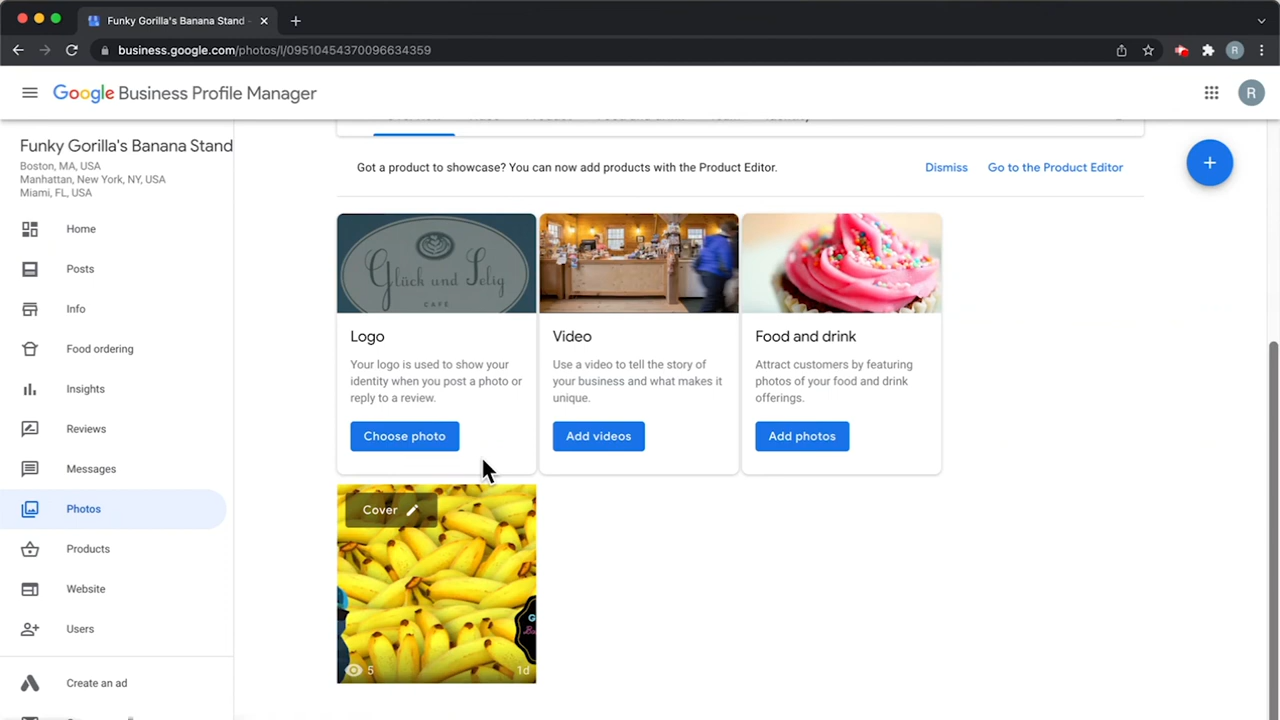 Funky Gorilla's Banana Stand -
business.google.com/photos/l/09510454370096634359
R
Google Business Profile Manager
R
Funky Gorilla's Banana Stand
Boston, MA, USA
Manhattan, New York, NY, USA
Miami, FL, USA
Home
Posts
Info
Food ordering
Insights
Reviews
Messages
Photos
Products
Website
Users
Create an ad
Got a product to showcase? You can now add products with the Product Editor.
Dismiss
Go to the Product Editor
Glück und Selig
CAFE
Logo
Your logo is used to show your
identity when you post a photo or
reply to a review.
Choose photo
Video
Use a video to tell the story of
your business and what makes it
unique.
Add videos
Food and drink
Attract customers by featuring
photos of your food and drink
offerings.
Add photos
Cover
5
1d